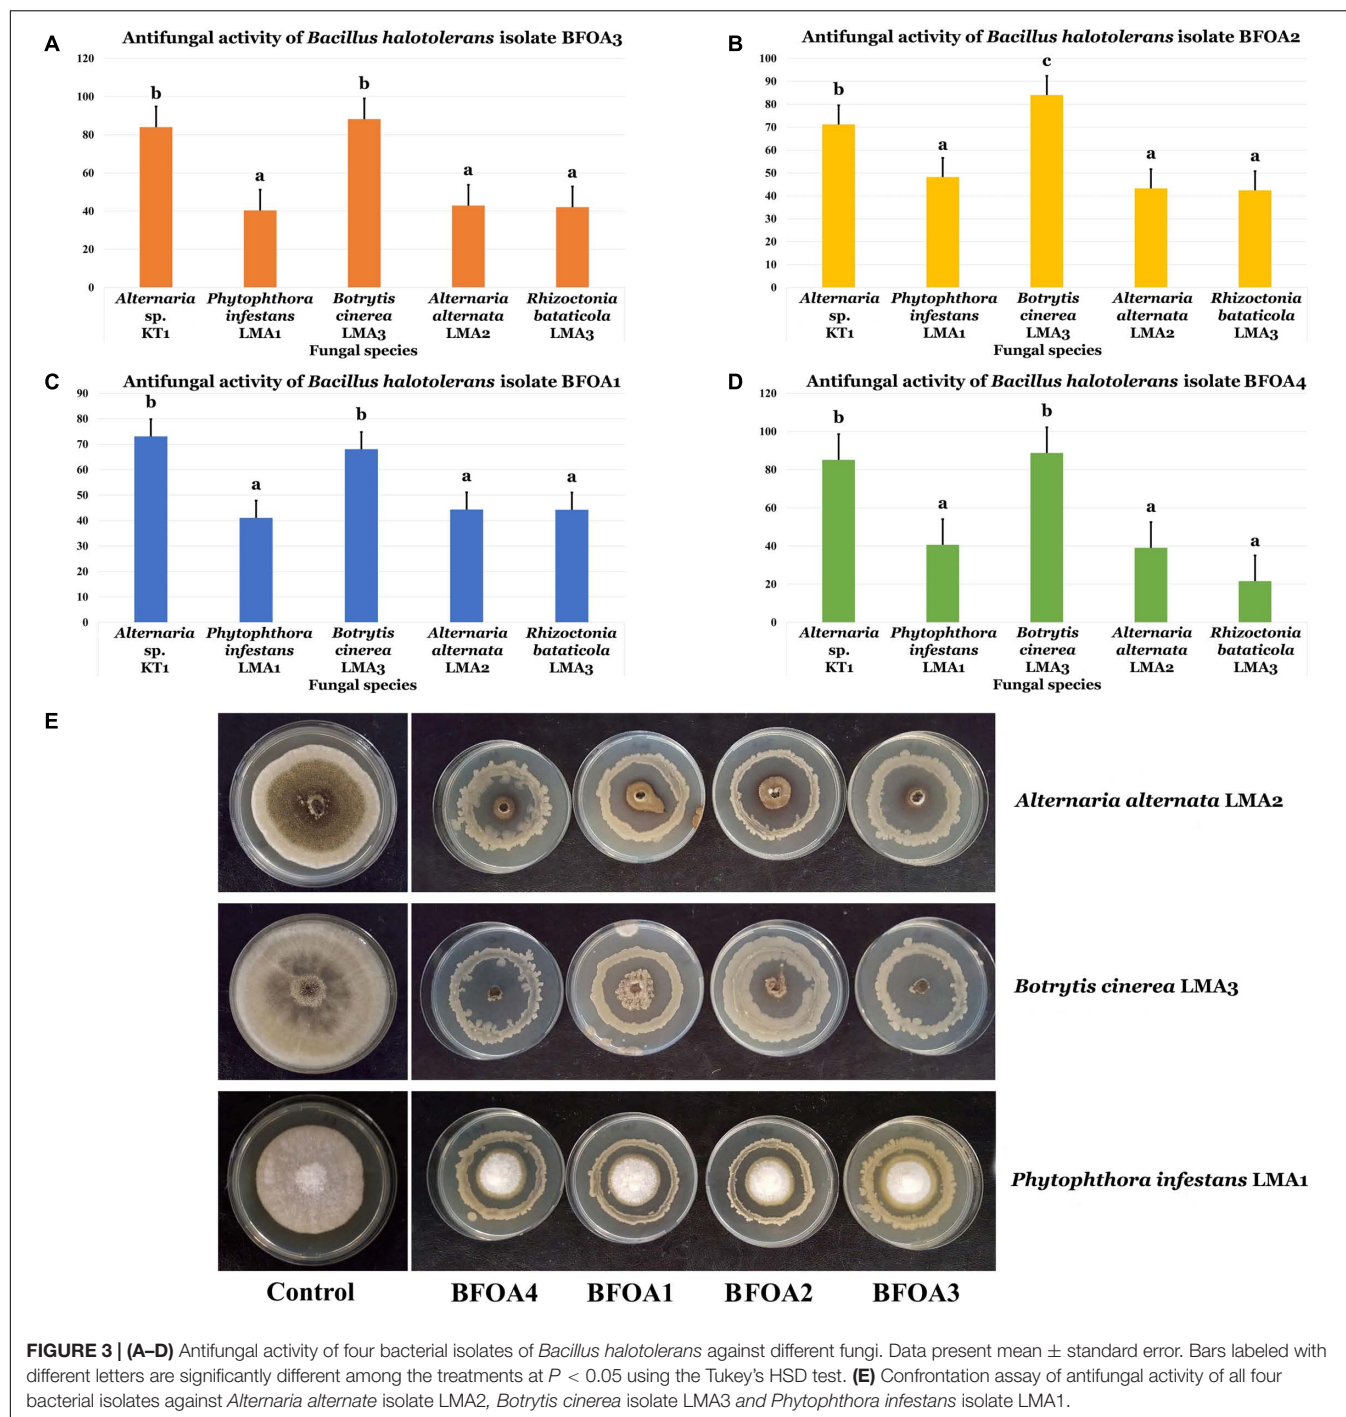 A
Antifungal activity of Bacillus halotolerans isolate BFOA3
120
100
80
60
40
20
0
b
a
b
a
a
Alternaria Phytophthora Botrytis Alternaria Rhizoctonia
sp. infestans cinerea alternata bataticola
KT1 LMA1 LMA3 LMA2 LMA3
Fungal species
B
Antifungal activity of Bacillus halotolerans isolate BFOA2
100
90
80
70
60
50
40
30
20
10
0
b
a
c
a
a
Alternaria Phytophthora Botrytis Alternaria Rhizoctonia
sp. infestans cinerea alternata bataticola
KT1 LMA1 LMA3 LMA2 LMA3
Fungal species
C
Antifungal activity of Bacillus halotolerans isolate BFOA1
90
80
70
60
50
40
30
20
10
0
b
a
b
a
a
Alternaria Phytophthora Botrytis Alternaria Rhizoctonia
sp. infestans cinerea alternata bataticola
KT1 LMA1 LMA3 LMA2 LMA3
Fungal species
D
Antifungal activity of Bacillus halotolerans isolate BFOA4
120
100
80
60
40
20
0
b
a
b
a
a
Alternaria Phytophthora Botrytis Alternaria Rhizoctonia
sp. infestans cinerea alternata bataticola
KT1 LMA1 LMA3 LMA2 LMA3
Fungal species
E
Alternaria alternata LMA2
Botrytis cinerea LMA3
Phytophthora infestans LMA1
Control BFOA4 BFOA1 BFOA2 BFOA3
FIGURE 3 | (A–D) Antifungal activity of four bacterial isolates of Bacillus halotolerans against different fungi. Data present mean ± standard error. Bars labeled with
different letters are significantly different among the treatments at P < 0.05 using the Tukey's HSD test. (E) Confrontation assay of antifungal activity of all four
bacterial isolates against Alternaria alternate isolate LMA2, Botrytis cinerea isolate LMA3 and Phytophthora infestans isolate LMA1.